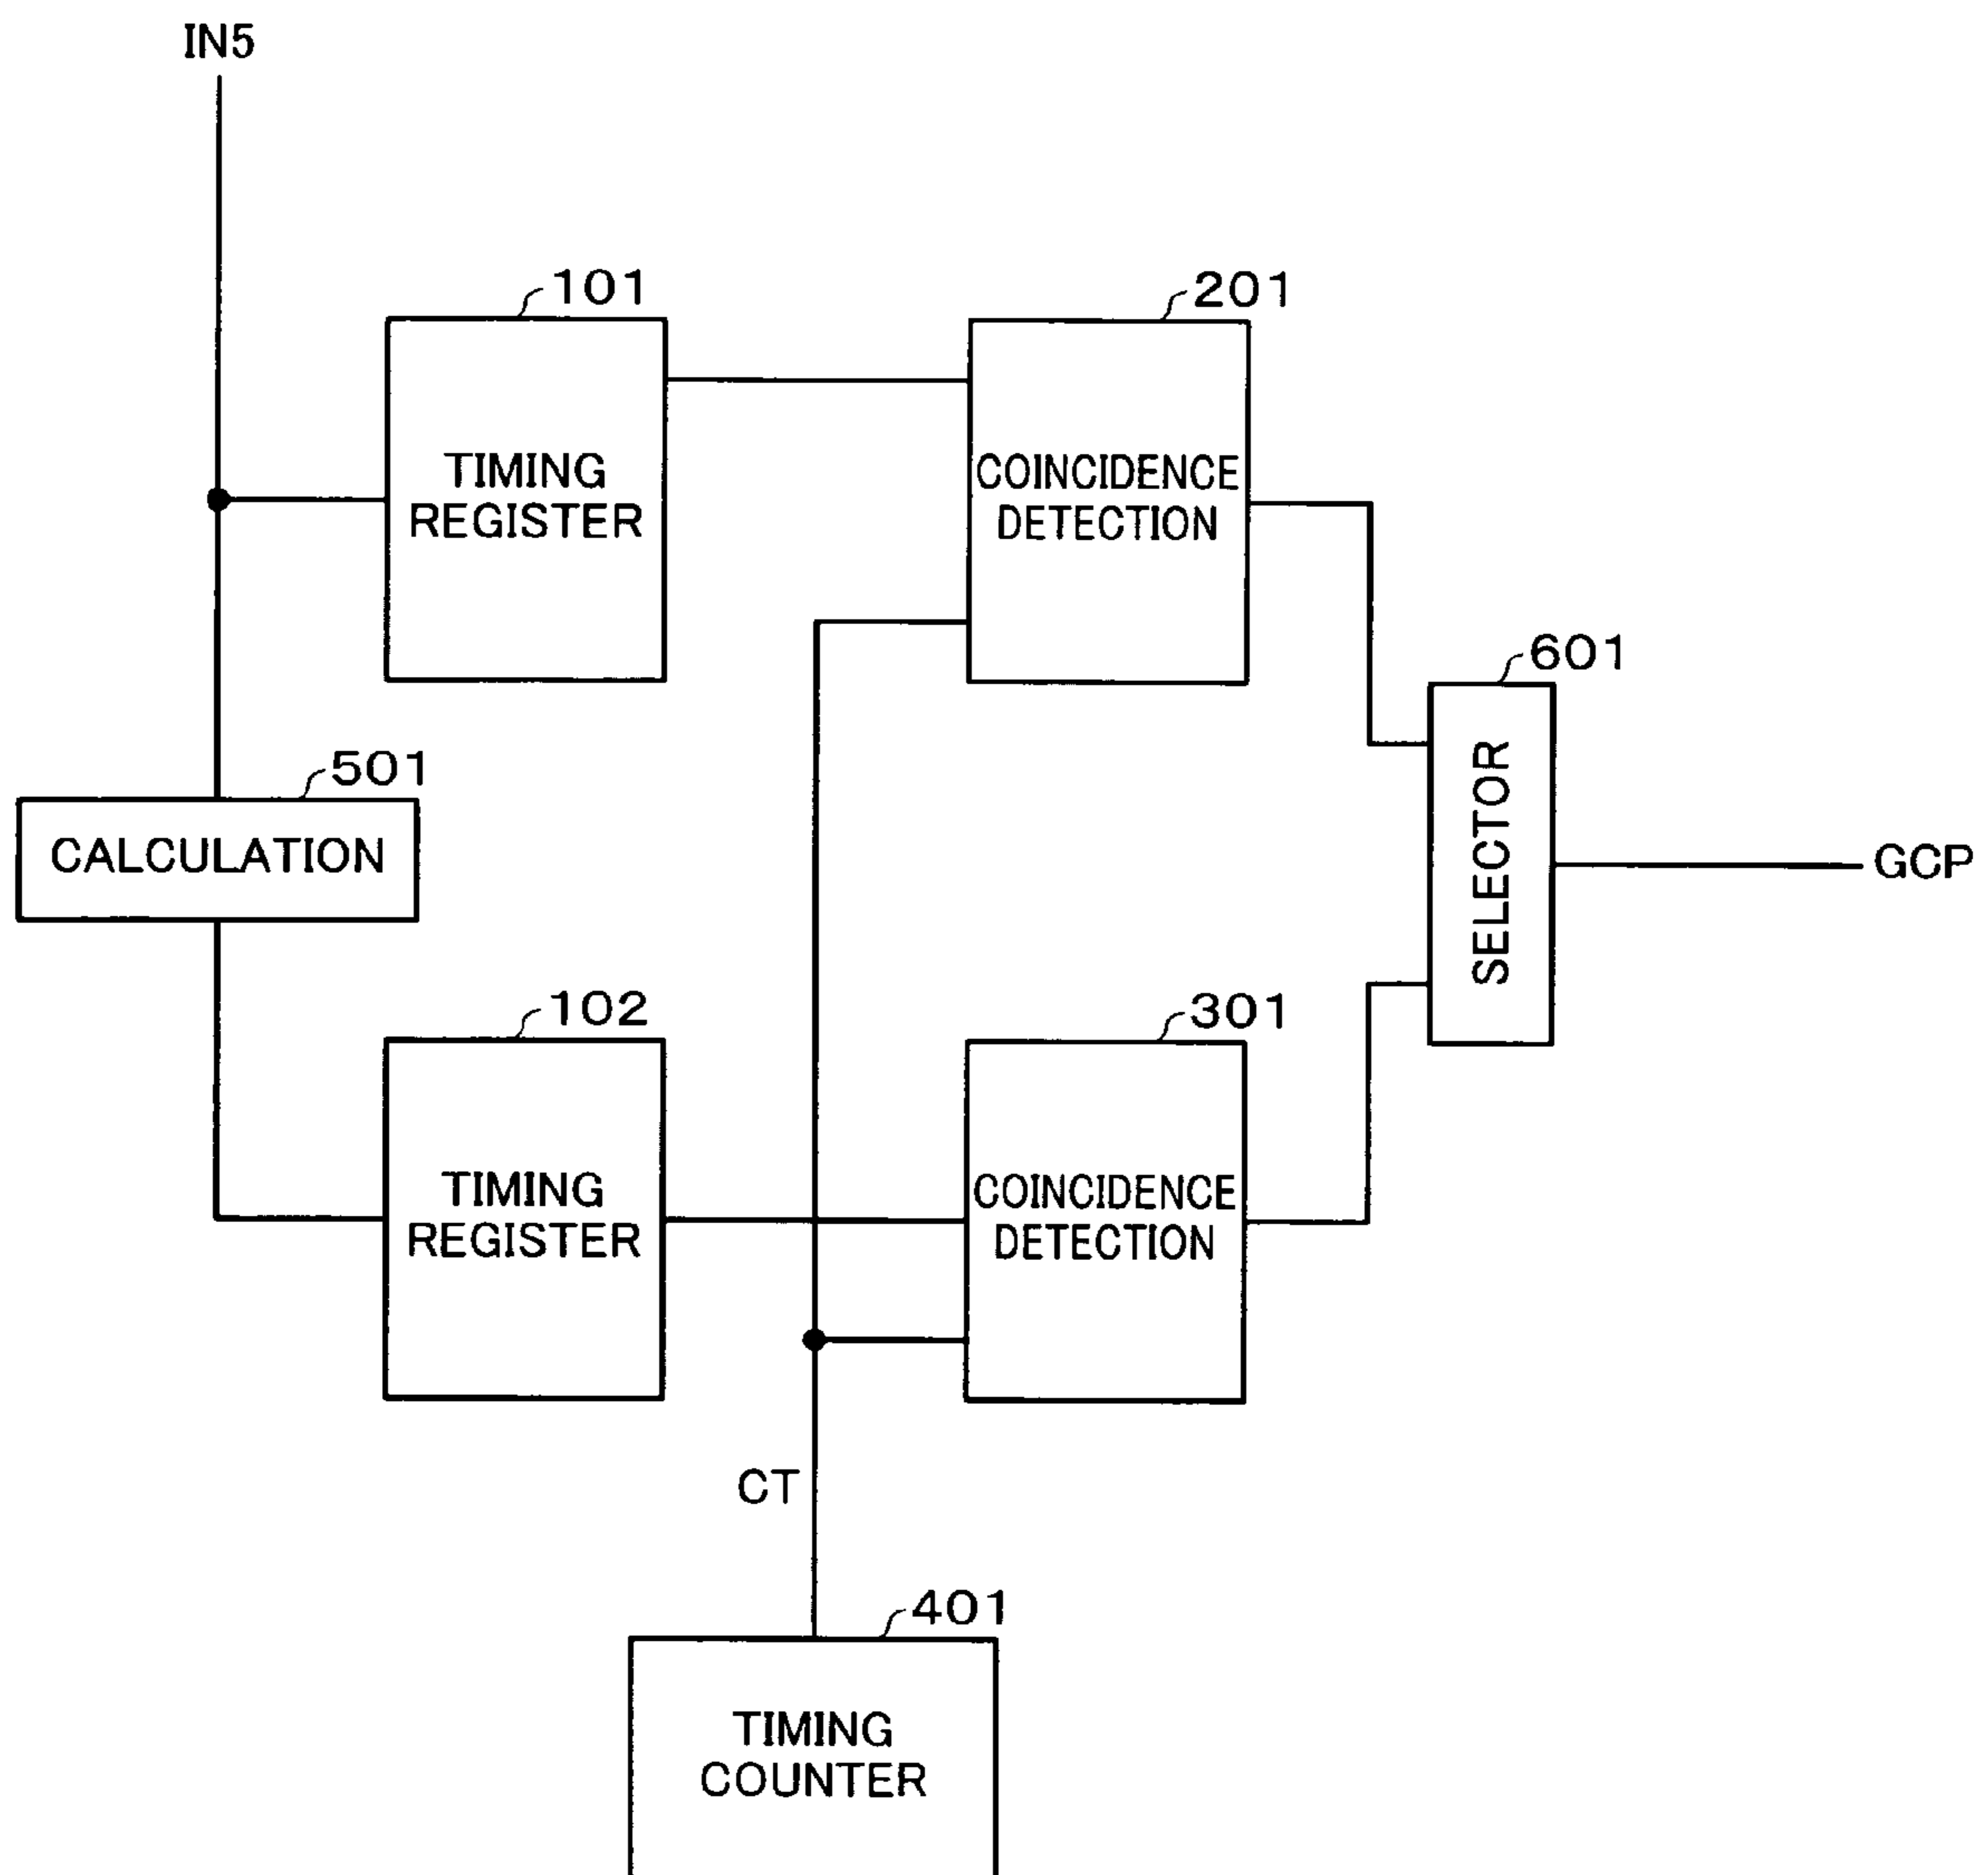 IN5
101
201
TIMING
REGISTER
COINCIDENCE
DETECTION
601
501
CALCULATION
SELECTOR
GCP
102
301
TIMING
REGISTER
COINCIDENCE
DETECTION
CT
401
TIMING
COUNTER